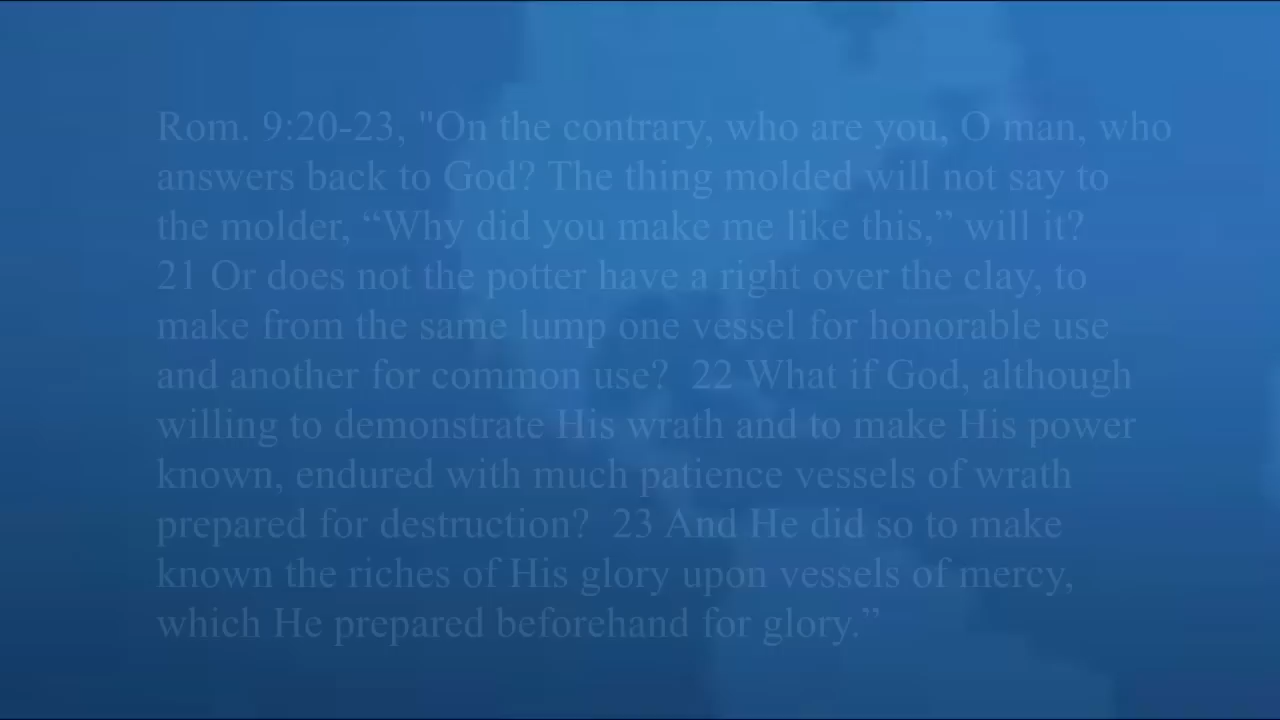 Rom. 9:20-23, "On the contrary, who are you, O man, who
answers back to God? The thing molded will not say to
the molder, “Why did you make me like this,” will it?
21 Or does not the potter have a right over the clay, to
make from the same lump one vessel for honorable use
and another for common use?  22 What if God, although
willing to demonstrate His wrath and to make His power
known, endured with much patience vessels of wrath
prepared for destruction?  23 And He did so to make
known the riches of His glory upon vessels of mercy,
which He prepared beforehand for glory.”